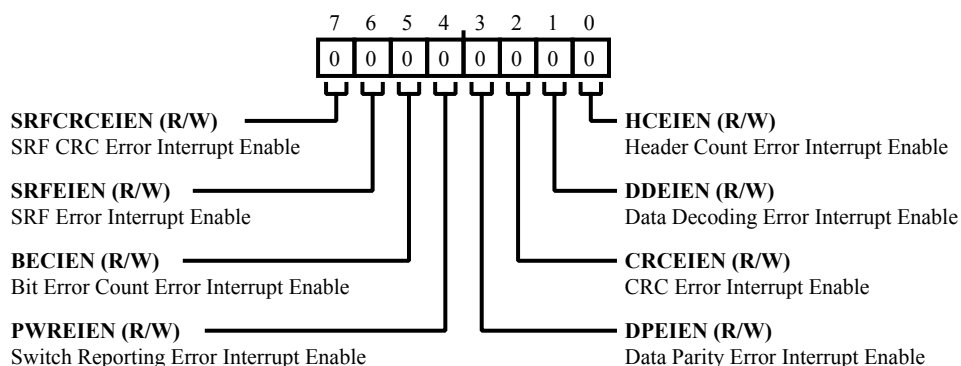 7 6 5 4 3 2 1 0
0 0 0 0 0 0 0 0
SRFCRCEIEN (R/W)
SRF CRC Error Interrupt Enable
SRFEIEN (R/W)
SRF Error Interrupt Enable
BECIEN (R/W)
Bit Error Count Error Interrupt Enable
PWREIEN (R/W)
Switch Reporting Error Interrupt Enable
HCEIEN (R/W)
Header Count Error Interrupt Enable
DDEIEN (R/W)
Data Decoding Error Interrupt Enable
CRCEIEN (R/W)
CRC Error Interrupt Enable
DPEIEN (R/W)
Data Parity Error Interrupt Enable